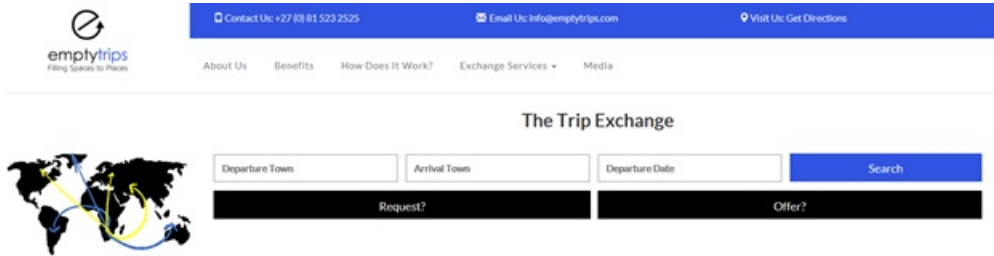 Contact Us: +27 (0) 81 523 2525
Email Us: info@emptytrips.com
Visit Us: Get Directions
emptytrips
Filling Spaces to Places
About Us
Benefits
How Does It Work?
Exchange Services
Media
The Trip Exchange
Departure Town
Arrival Town
Departure Date
Search
Request?
Offer?